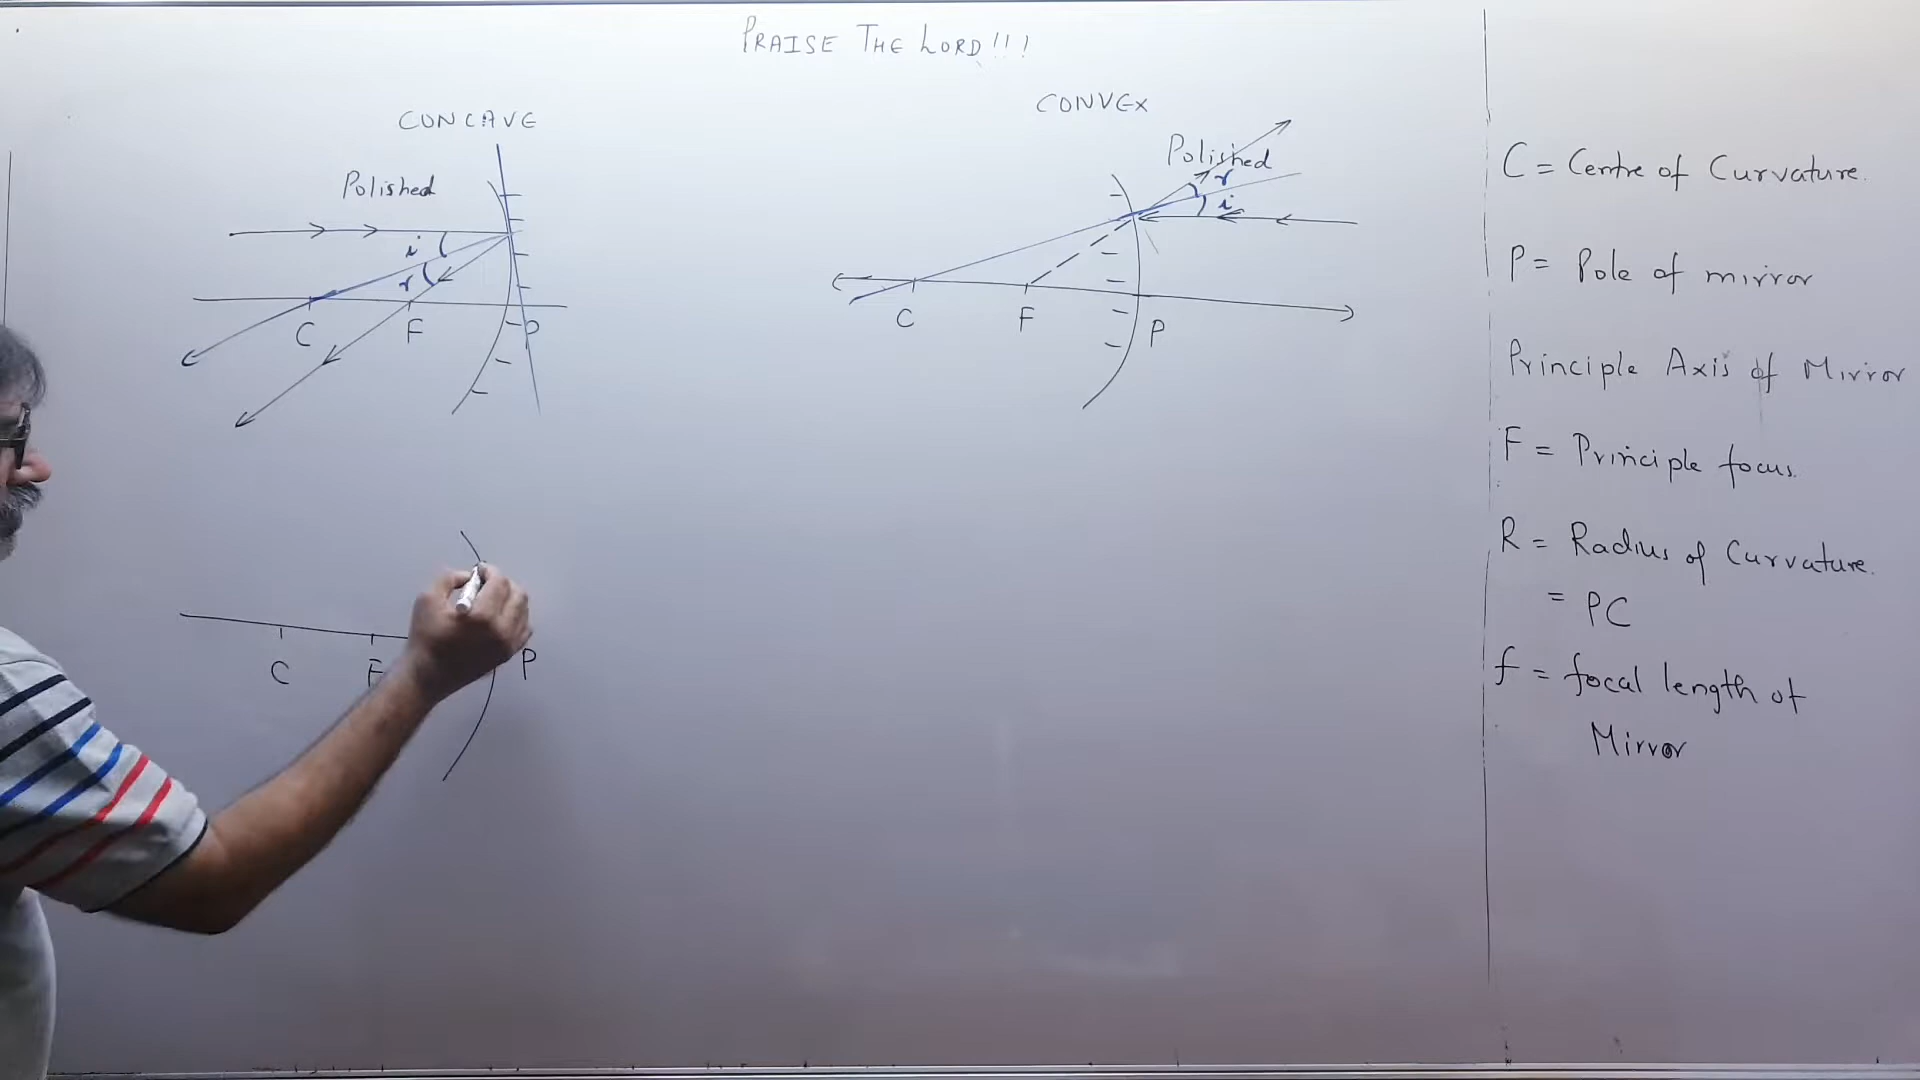 PRAISE THE LORD!!!
CONCAVE
Polished
i
r
C
F
P
CONVEX
Polished
r
i
C
F
P
C
F
P
C = Centre of Curvature.
P = Pole of mirror
Principle Axis of Mirror
F = Principle focus.
R = Radius of Curvature.
= PC
f = focal length of
Mirror